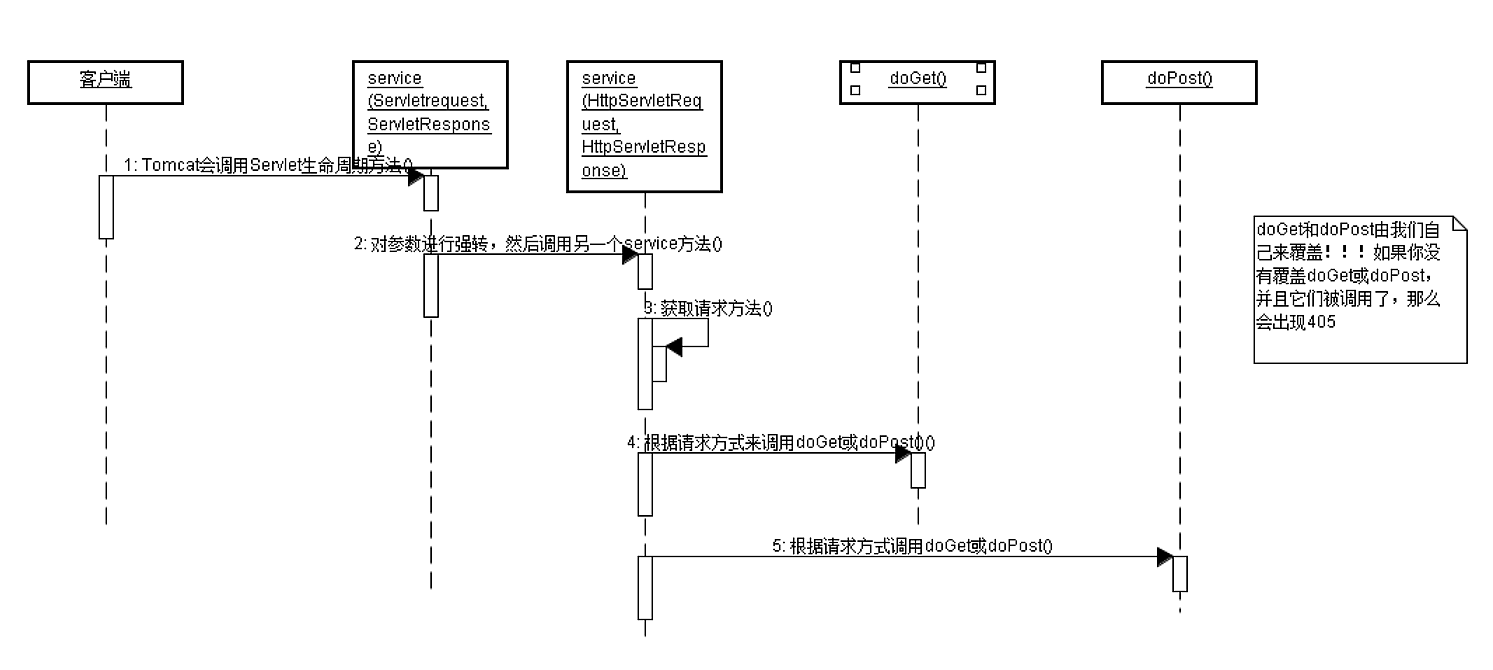 客户端
service
(Servletrequest,
ServletRespons
e)
service
(HttpServletReq
uest,
HttpServletResp
onse)
doGet()
doPost()
1: Tomcat会调用Servlet生命周期方法()
2: 对参数进行强转，然后调用另一个service方法()
3: 获取请求方法()
4: 根据请求方式来调用doGet或doPost()()
5: 根据请求方式调用doGet或doPost()
doGet和doPost由我们自
己来覆盖！！！如果你没
有覆盖doGet或doPost，
并且它们被调用了，那么
会出现405